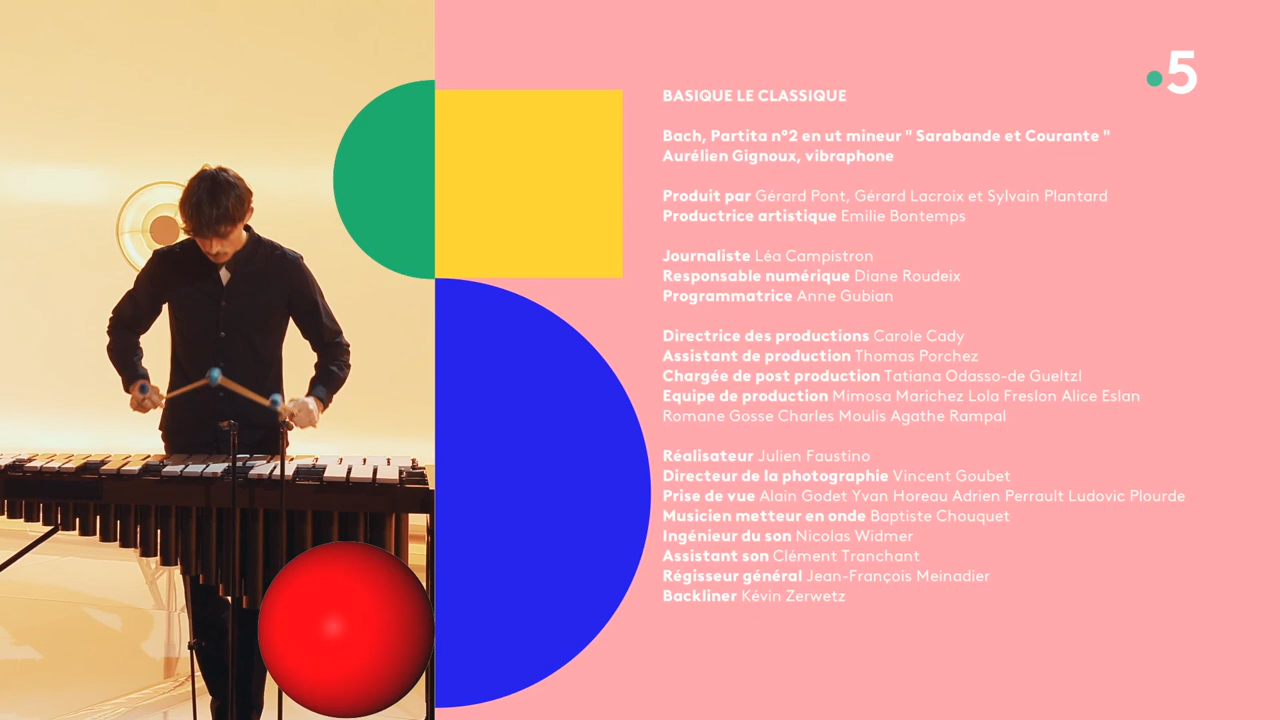 5
BASIQUE LE CLASSIQUE
Bach, Partita n°2 en ut mineur " Sarabande et Courante "
Aurélien Gignoux, vibraphone
Produit par Gérard Pont, Gérard Lacroix et Sylvain Plantard
Productrice artistique Emilie Bontemps
Journaliste Léa Campistron
Responsable numérique Diane Roudeix
Programmatrice Anne Gubian
Directrice des productions Carole Cady
Assistant de production Thomas Porchez
Chargée de post production Tatiana Odasso-de Gueltzl
Equipe de production Mimosa Marichez Lola Freslon Alice Eslan
Romane Gosse Charles Moulis Agathe Rampal
Réalisateur Julien Faustino
Directeur de la photographie Vincent Goubet
Prise de vue Alain Godet Yvan Horeau Adrien Perrault Ludovic Plourde
Musicien metteur en onde Baptiste Chouquet
Ingénieur du son Nicolas Widmer
Assistant son Clément Tranchant
Régisseur général Jean-François Meinadier
Backliner Kévin Zerwetz